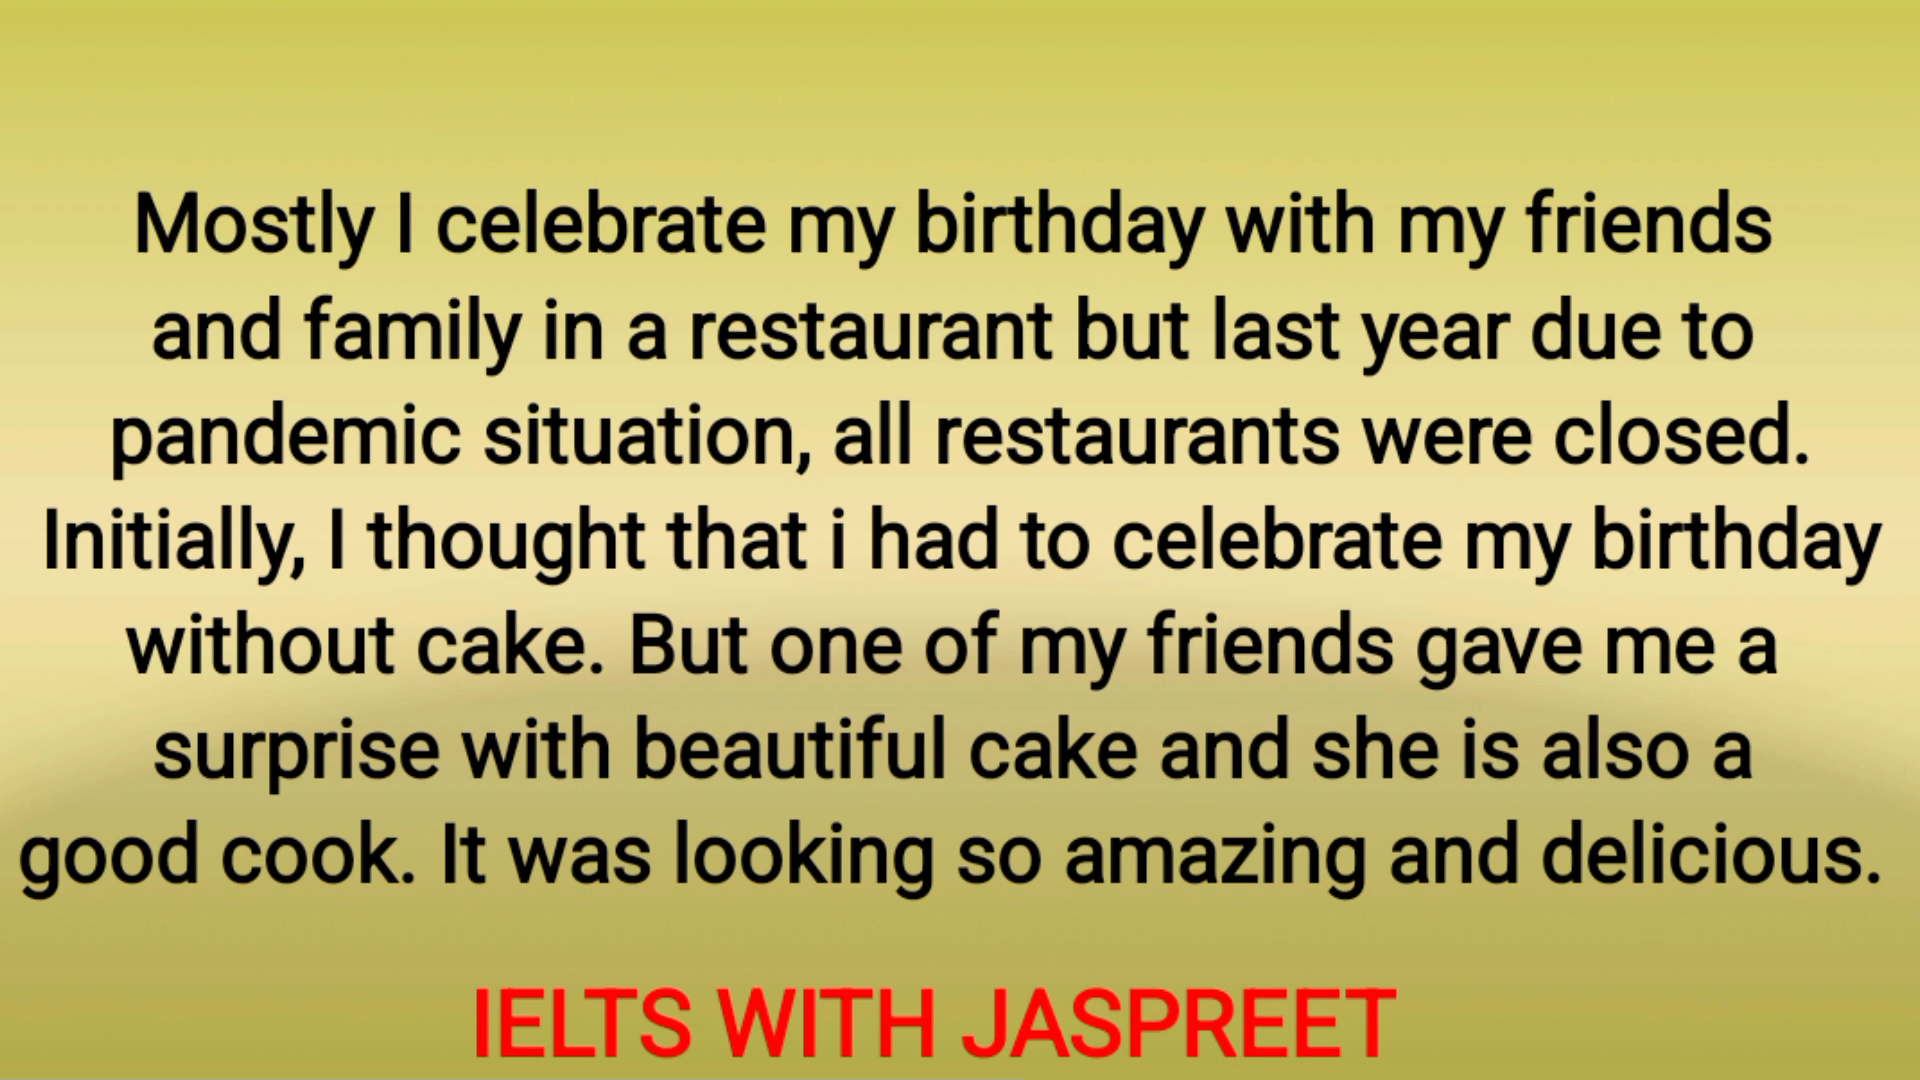 Mostly I celebrate my birthday with my friends
and family in a restaurant but last year due to
pandemic situation, all restaurants were closed.
Initially, I thought that i had to celebrate my birthday
without cake. But one of my friends gave me a
surprise with beautiful cake and she is also a
good cook. It was looking so amazing and delicious.
IELTS WITH JASPREET